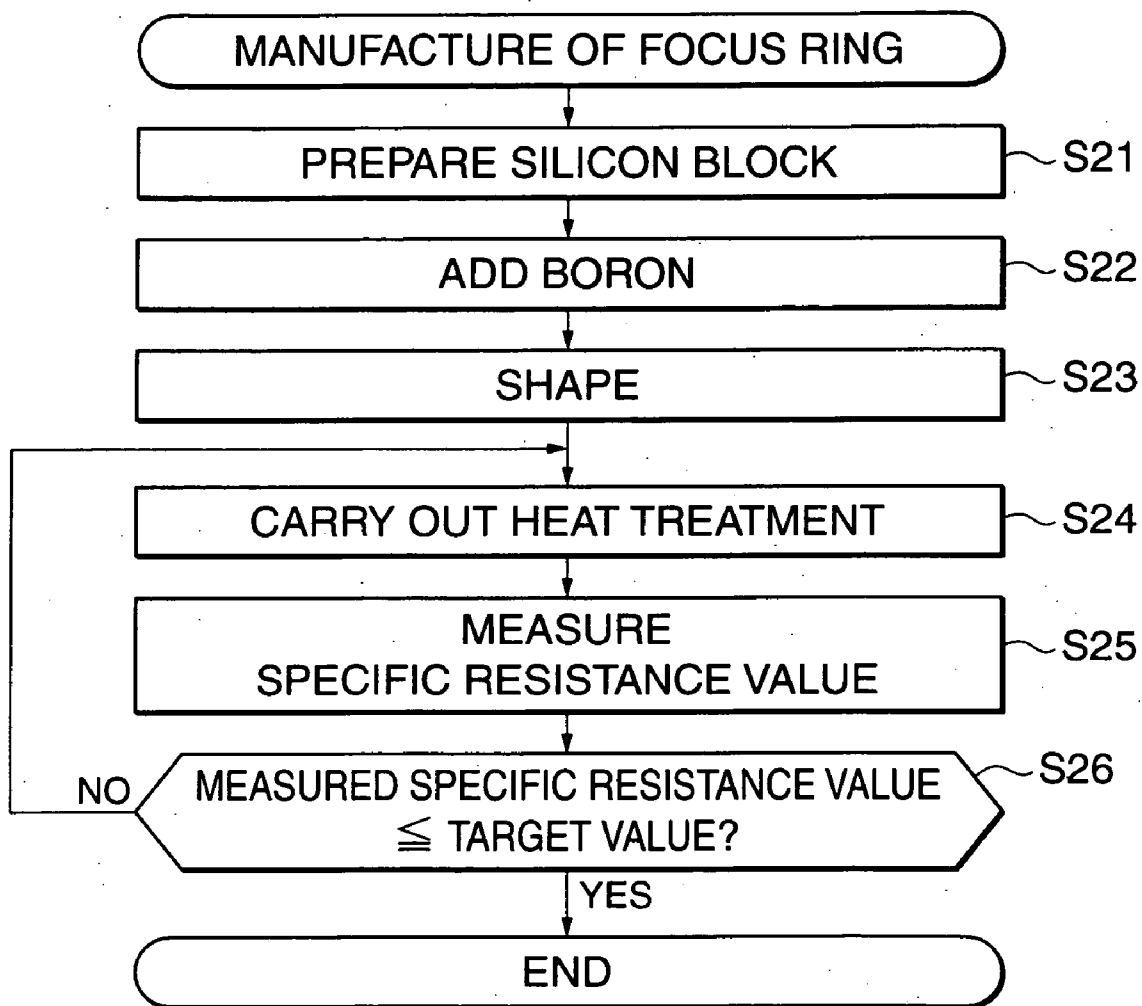 MANUFACTURE OF FOCUS RING
PREPARE SILICON BLOCK
S21
ADD BORON
S22
SHAPE
S23
CARRY OUT HEAT TREATMENT
S24
MEASURE
SPECIFIC RESISTANCE VALUE
S25
MEASURED SPECIFIC RESISTANCE VALUE
≦ TARGET VALUE?
S26
NO
YES
END